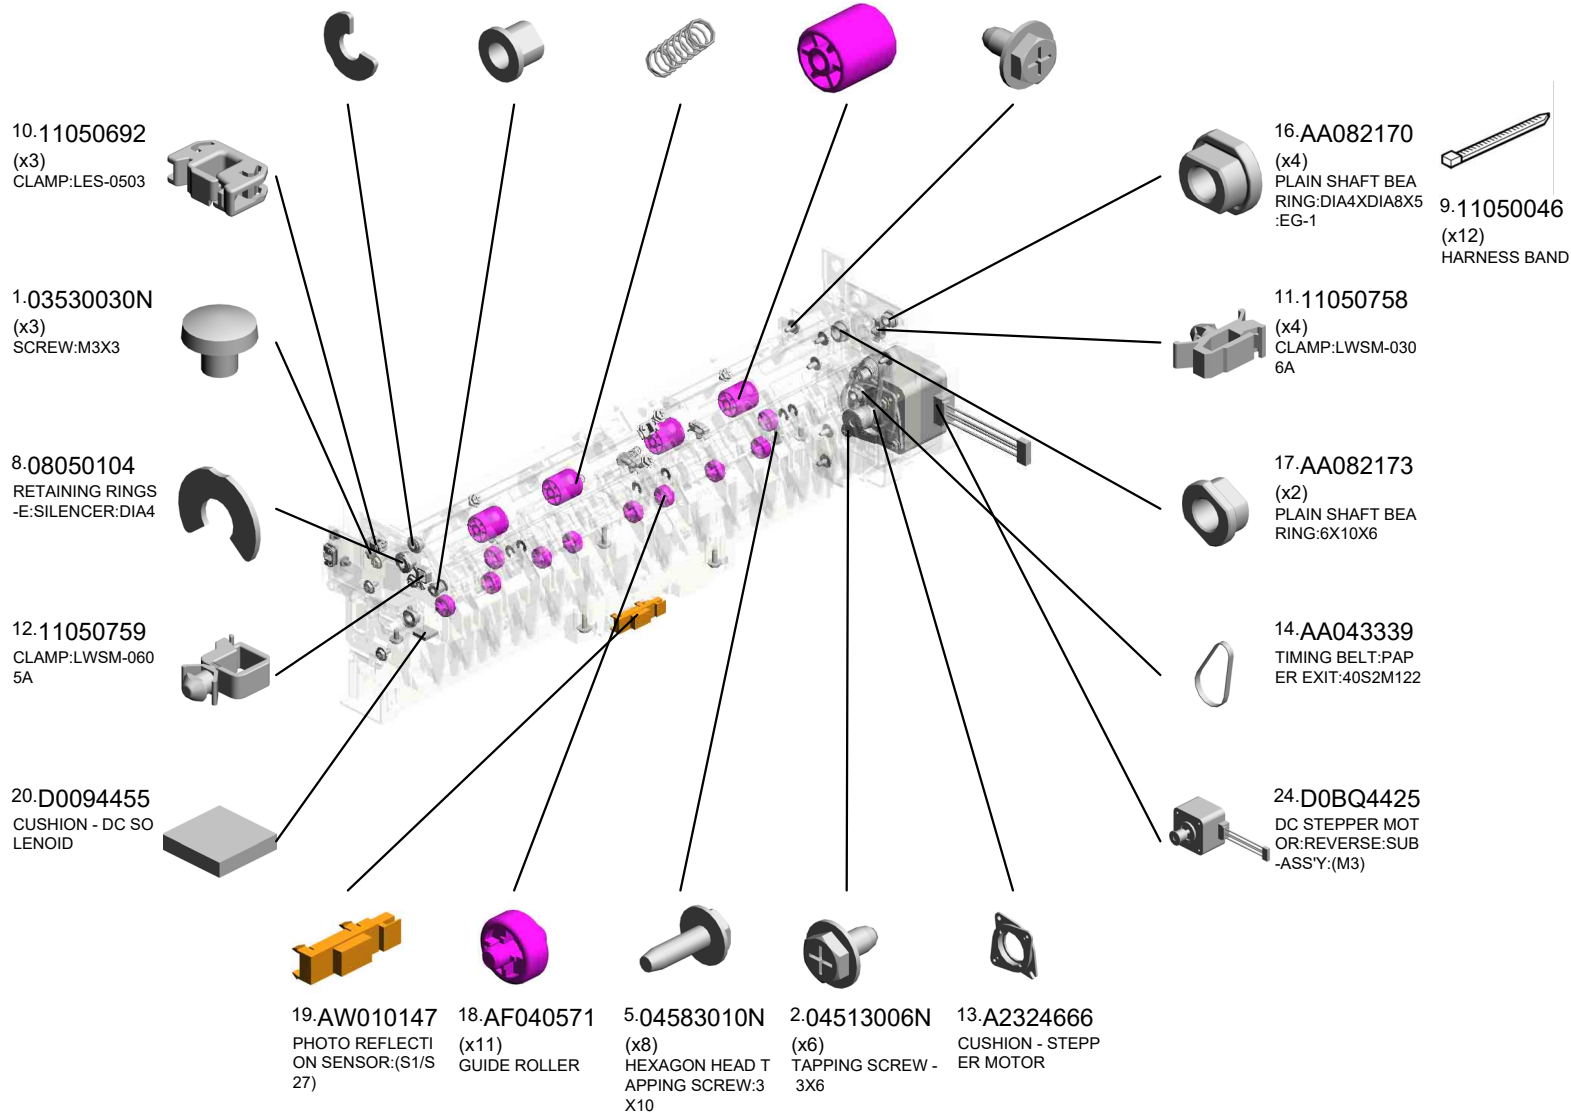 10.11050692
(x3)
CLAMP:LES-0503
1.03530030N
(x3)
SCREW:M3X3
8.08050104
RETAINING RINGS
-E:SILENCER:DIA4
12.11050759
CLAMP:LWSM-060
5A
20.D0094455
CUSHION - DC SO
LENOID
16.AA082170
(x4)
PLAIN SHAFT BEA
RING:DIA4XDIA8X5
:EG-1
9.11050046
(x12)
HARNESS BAND
11.11050758
(x4)
CLAMP:LWSM-030
6A
17.AA082173
(x2)
PLAIN SHAFT BEA
RING:6X10X6
14.AA043339
TIMING BELT:PAP
ER EXIT:40S2M122
24.D0BQ4425
DC STEPPER MOT
OR:REVERSE:SUB
-ASS'Y:(M3)
19.AW010147
PHOTO REFLECTI
ON SENSOR:(S1/S
27)
18.AF040571
(x11)
GUIDE ROLLER
5.04583010N
(x8)
HEXAGON HEAD T
APPING SCREW:3
X10
2.04513006N
(x6)
TAPPING SCREW -
3X6
13.A2324666
CUSHION - STEPP
ER MOTOR